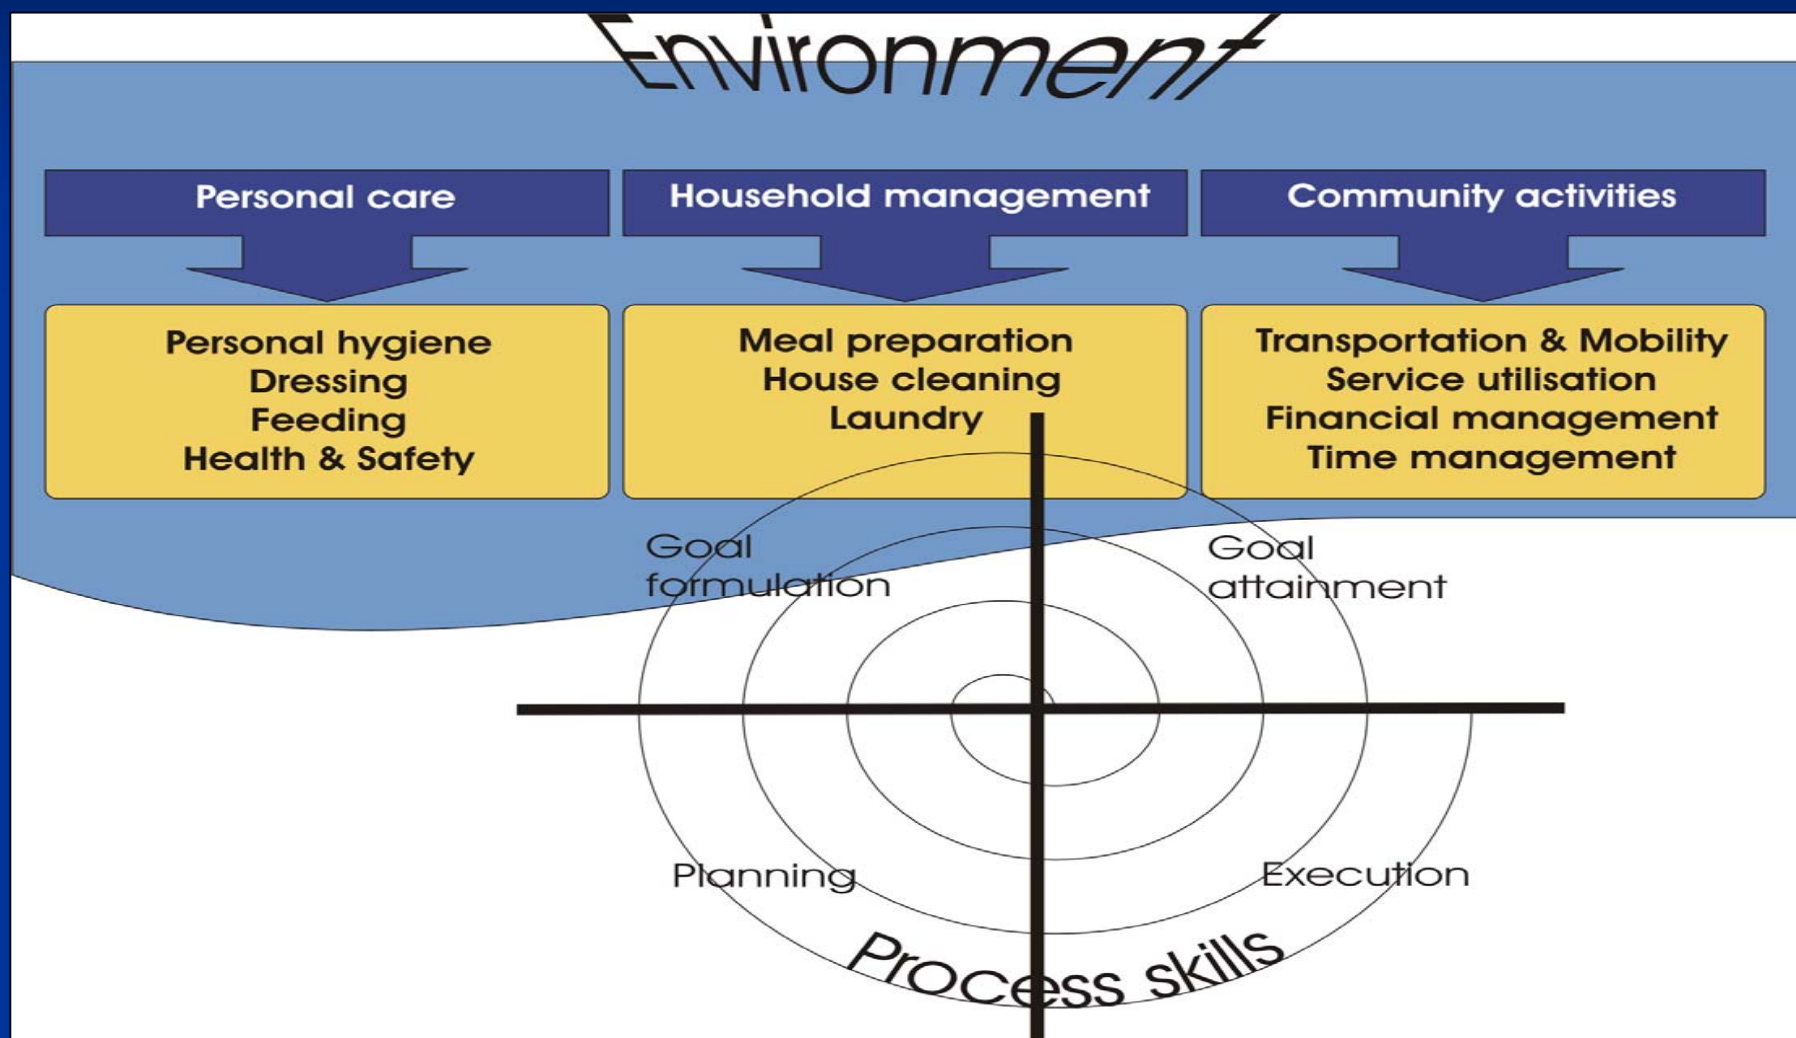 Environment
Personal care
Household management
Community activities
Personal hygiene
Dressing
Feeding
Health & Safety
Meal preparation
House cleaning
Laundry
Transportation & Mobility
Service utilisation
Financial management
Time management
Goal
formulation
Goal
attainment
Planning
Execution
Process skills